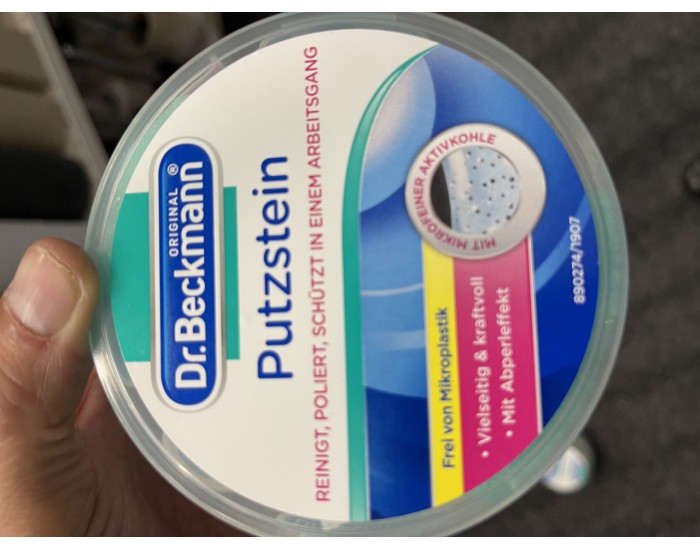 ORIGINAL ®
Dr.Beckmann
Putzstein
REINIGT, POLIERT, SCHÜTZT IN EINEM ARBEITSGANG
MIT MIKROFEINER AKTIVKOHLE
Frei von Mikroplastik
• Vielseitig & kraftvoll
• Mit Abperleffekt
890274/1907